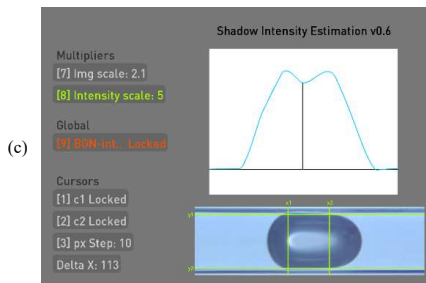 (c)
Shadow Intensity Estimation v0.6
Multipliers
[7] Img scale: 2.1
[8] Intensity scale: 5
Global
[9] BGN-int.. Locked
Cursors
[1] c1 Locked
[2] c2 Locked
[3] px Step: 10
Delta X: 113
x1 x2
y1
y2